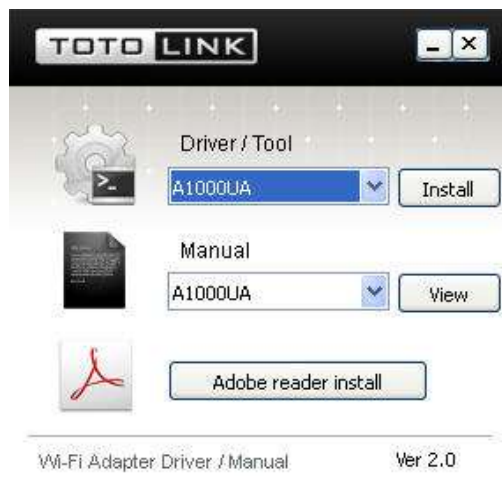 TOTO LINK
Driver / Tool
A1000UA
Install
Manual
A1000UA
View
Adobe reader install
Wi-Fi Adapter Driver / Manual
Ver 2.0